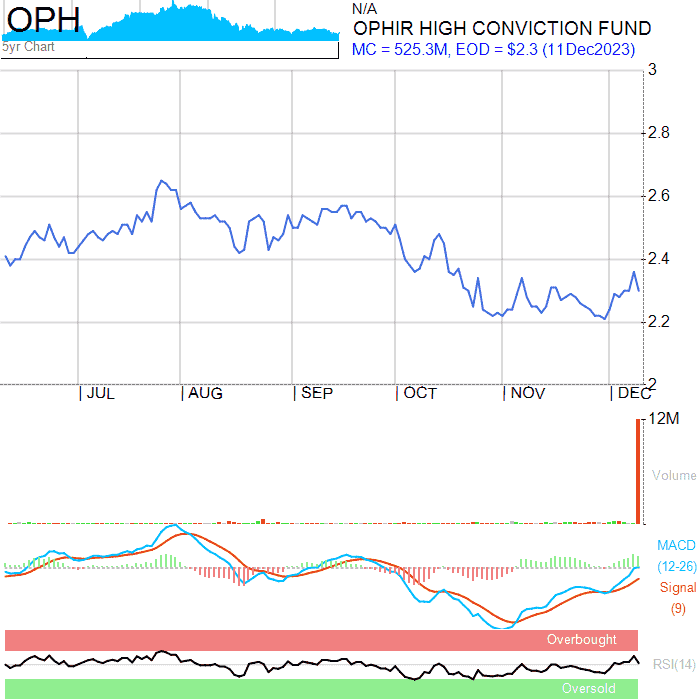 OPH
5yr Chart
N/A
OPHIR HIGH CONVICTION FUND
MC = 525.3M, EOD = $2.3 (11Dec2023)
3
2.8
2.6
2.4
2.2
2
JUL AUG SEP OCT NOV DEC
12M
Volume
MACD
(12-26)
Signal
(9)
Overbought
RSI(14)
Oversold